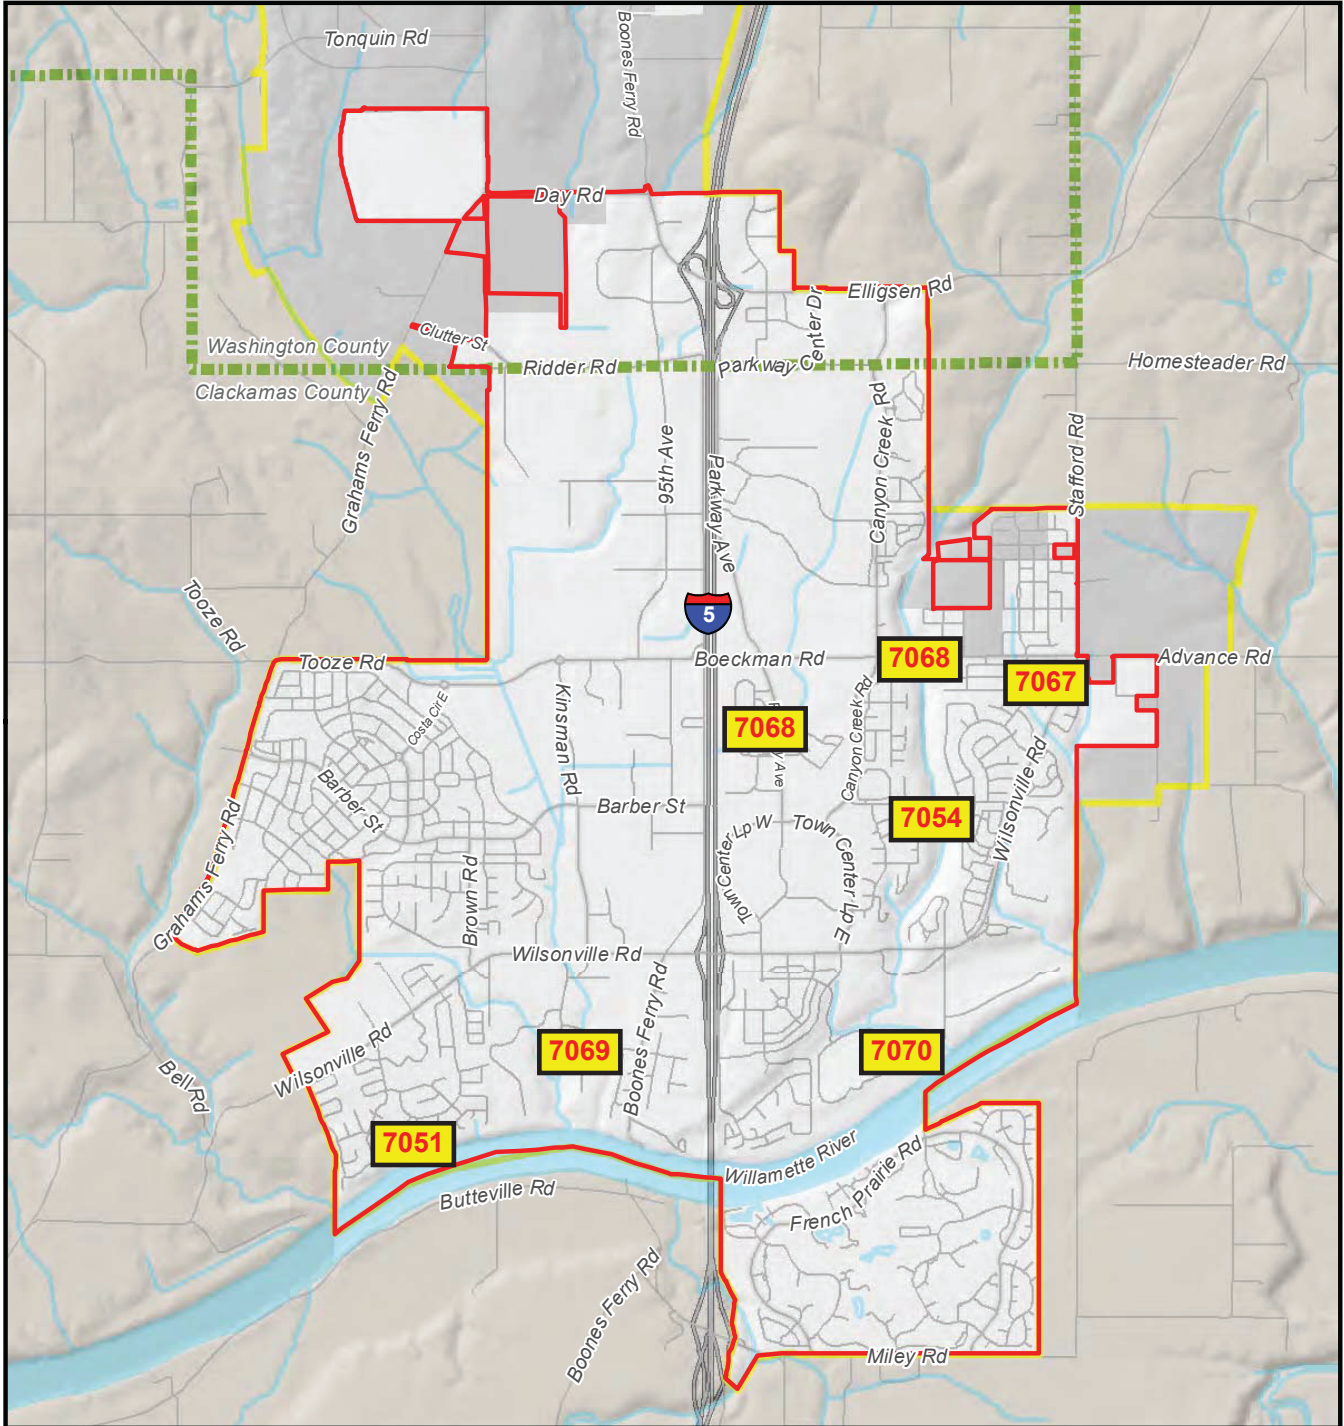 Tonquin Rd
Boones Ferry Rd
Day Rd
Elligsen Rd
Parkway Center Dr
Clutter St
Washington County
Ridder Rd
Homesteader Rd
Clackamas County
Grahams Ferry Rd
95th Ave
Parkway Ave
Canyon Creek Rd
Stafford Rd
Tooze Rd
5
Tooze Rd
Boeckman Rd
7068
Advance Rd
7067
Costa Cir E
Kinsman Rd
7068
Canyon Creek Rd
Barber St
Barber St
7054
Wilsonville Rd
Town Center Lp W
Town Center Lp E
Grahams Ferry Rd
Brown Rd
Wilsonville Rd
Boones Ferry Rd
7069
7070
Wilsonville Rd
Bell Rd
7051
Willamette River
Butteville Rd
French Prairie Rd
Boones Ferry Rd
Miley Rd